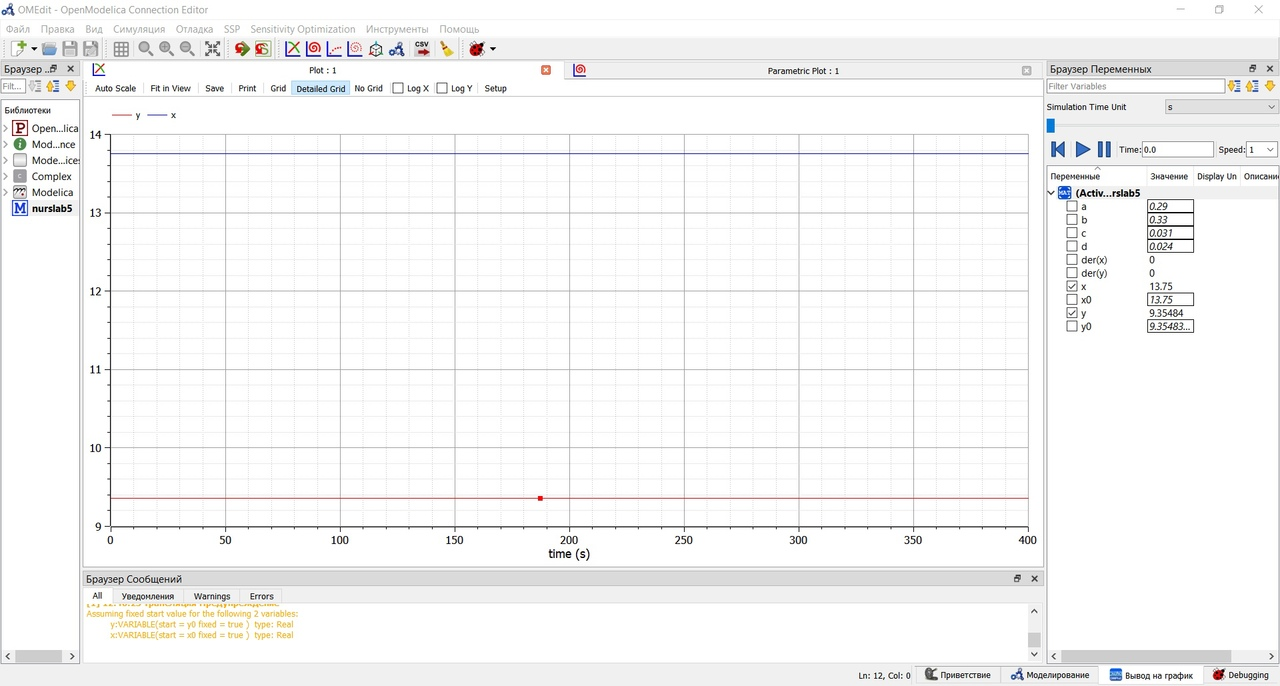 OMEdit - OpenModelica Connection Editor
Файл Правка Вид Симуляция Отладка SSP Sensitivity Optimization Инструменты Помощь
CSV
Браузер ..
Plot : 1
Parametric Plot : 1
Браузер Переменных
Filt...
Auto Scale Fit in View Save Print Grid Detailed Grid No Grid Log X Log Y Setup
Filter Variables
Библиотеки
P Open...lica
i Mod...nce
Mode...ices
C Complex
Modelica
M nurslab5
y x
14
13
12
11
10
9
0 50 100 150 200 250 300 350 400
time (s)
Simulation Time Unit s
Time: 0.0 Speed: 1
Переменные Значение Display Un Описание
(Activ...rslab5
a 0.29
b 0.33
c 0.031
d 0.024
der(x) 0
der(y) 0
x 13.75
x0 13.75
y 9.35484
y0 9.35483...
Браузер Сообщений
All Уведомления Warnings Errors
Assuming fixed start value for the following 2 variables:
y:VARIABLE(start = y0 fixed = true ) type: Real
x:VARIABLE(start = x0 fixed = true ) type: Real
Ln: 12, Col: 0 Приветствие Моделирование Вывод на график Debugging